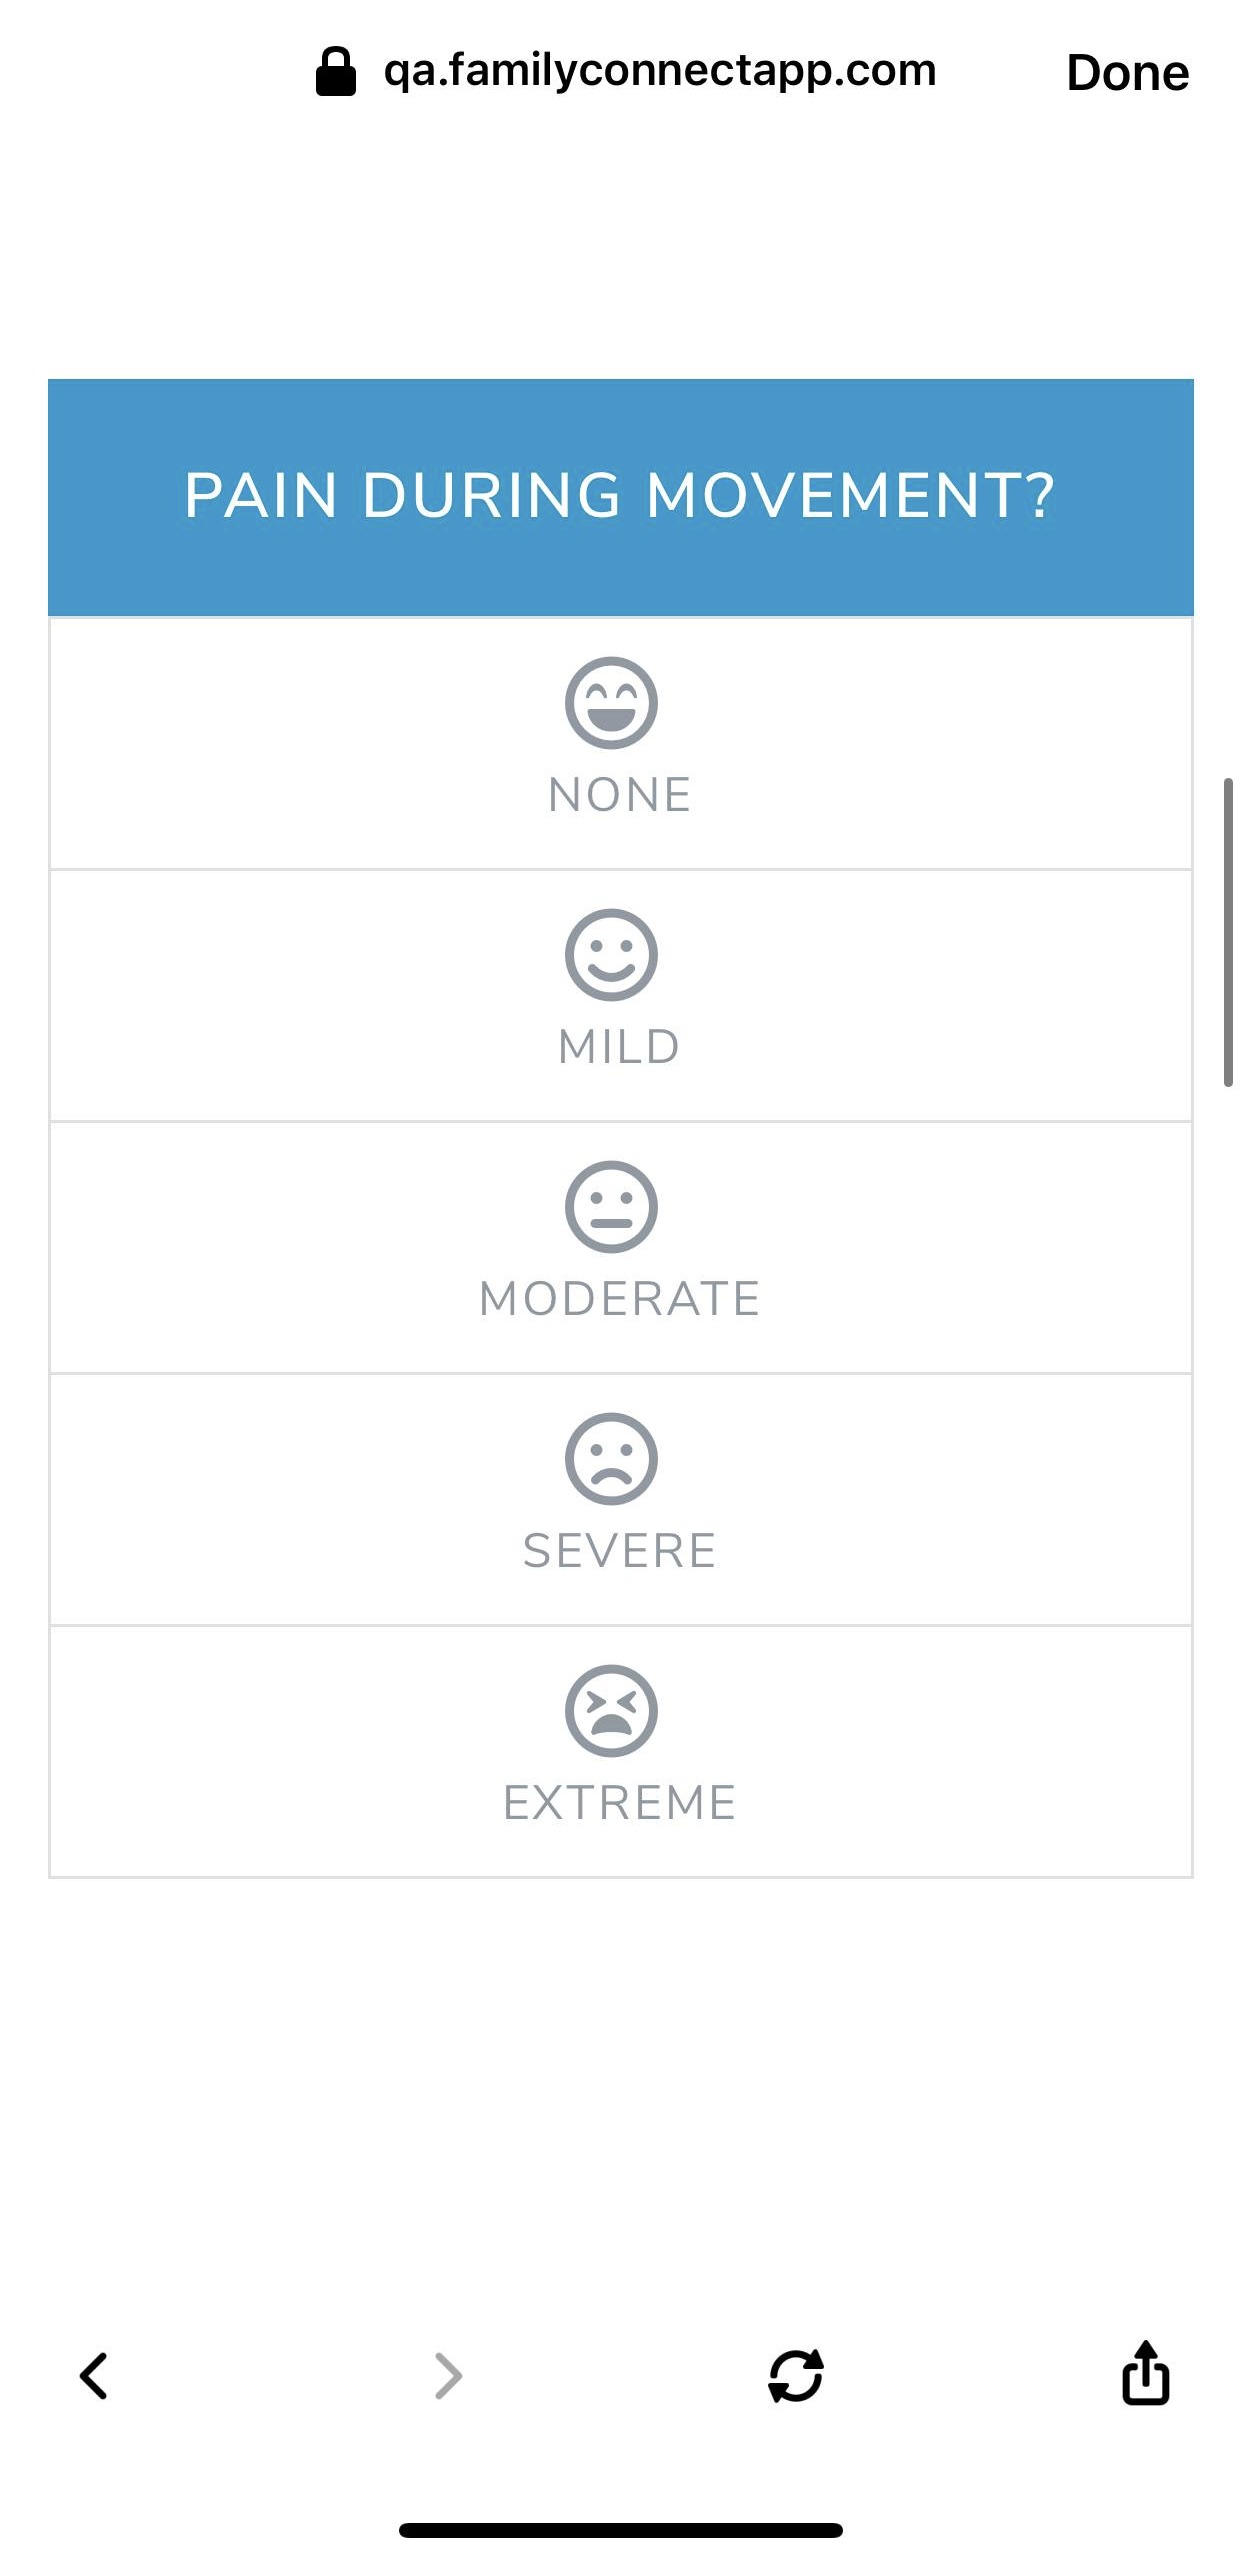 qa.familyconnectapp.com
Done
PAIN DURING MOVEMENT?
NONE
MILD
MODERATE
SEVERE
EXTREME